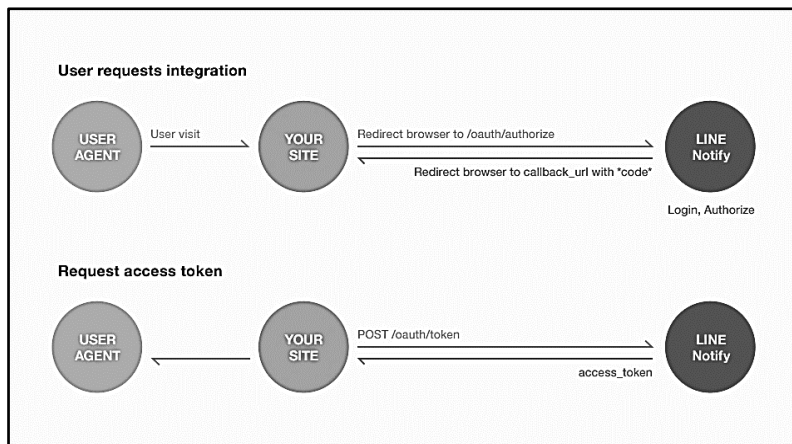 User requests integration
USER
AGENT
User visit
YOUR
SITE
Redirect browser to /oauth/authorize
Redirect browser to callback_url with *code*
LINE
Notify
Login, Authorize
Request access token
USER
AGENT
YOUR
SITE
POST /oauth/token
access_token
LINE
Notify